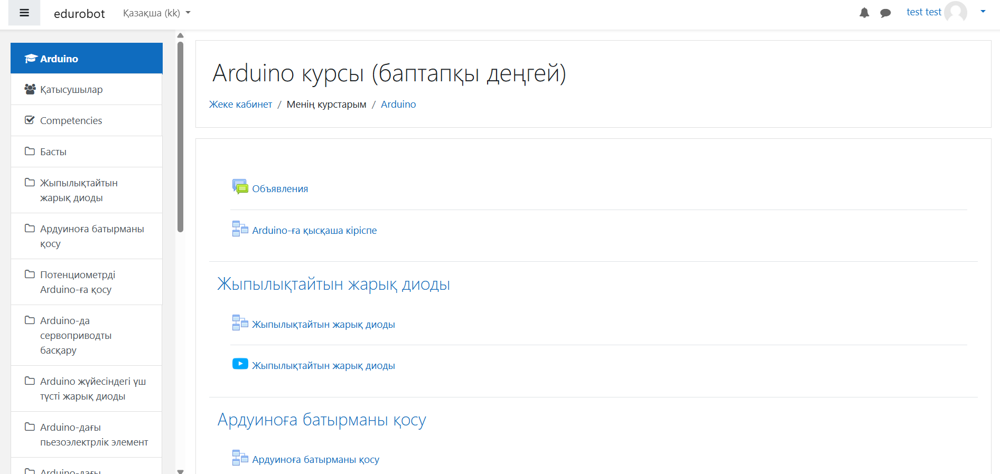 edurobot
Қазақша (kk)
test test
Arduino
Қатысушылар
Competencies
Басты
Жыпылықтайтын
жарық диоды
Ардуиноға батырманы
қосу
Потенциометрді
Arduino-ға қосу
Arduino-да
сервоприводты
басқару
Arduino жүйесіндегі үш
түсті жарық диоды
Arduino-дағы
пьезоэлектрлік элемент
Arduino-дағы
Arduino курсы (баптапқы деңгей)
Жеке кабинет / Менің курстарым / Arduino
Объявления
Arduino-ға қысқаша кіріспе
Жыпылықтайтын жарық диоды
Жыпылықтайтын жарық диоды
Жыпылықтайтын жарық диоды
Ардуиноға батырманы қосу
Ардуиноға батырманы қосу